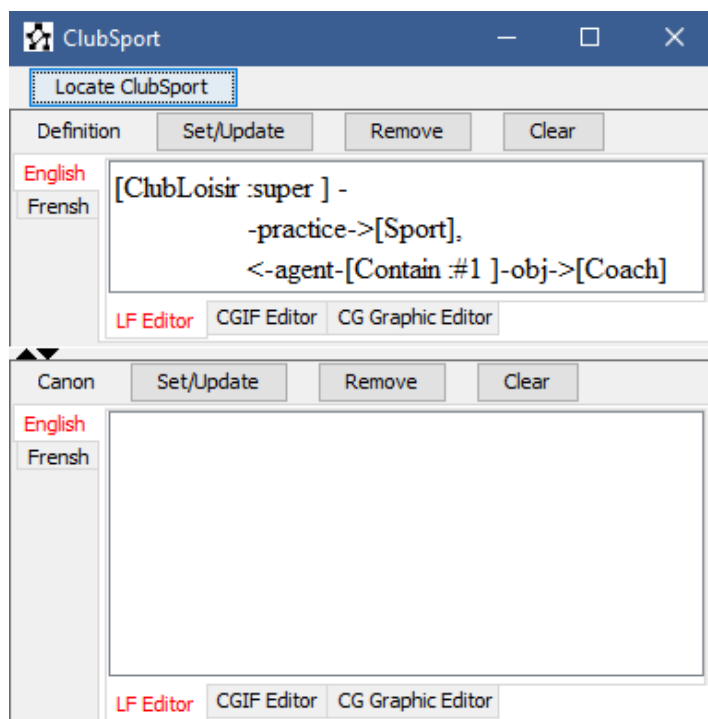 ClubSport
Locate ClubSport
Definition Set/Update Remove Clear
English
Frensh
[ClubLoisir :super ] -
-practice->[Sport],
<-agent-[Contain :#1 ]-obj->[Coach]
LF Editor CGIF Editor CG Graphic Editor
Canon Set/Update Remove Clear
English
Frensh
LF Editor CGIF Editor CG Graphic Editor